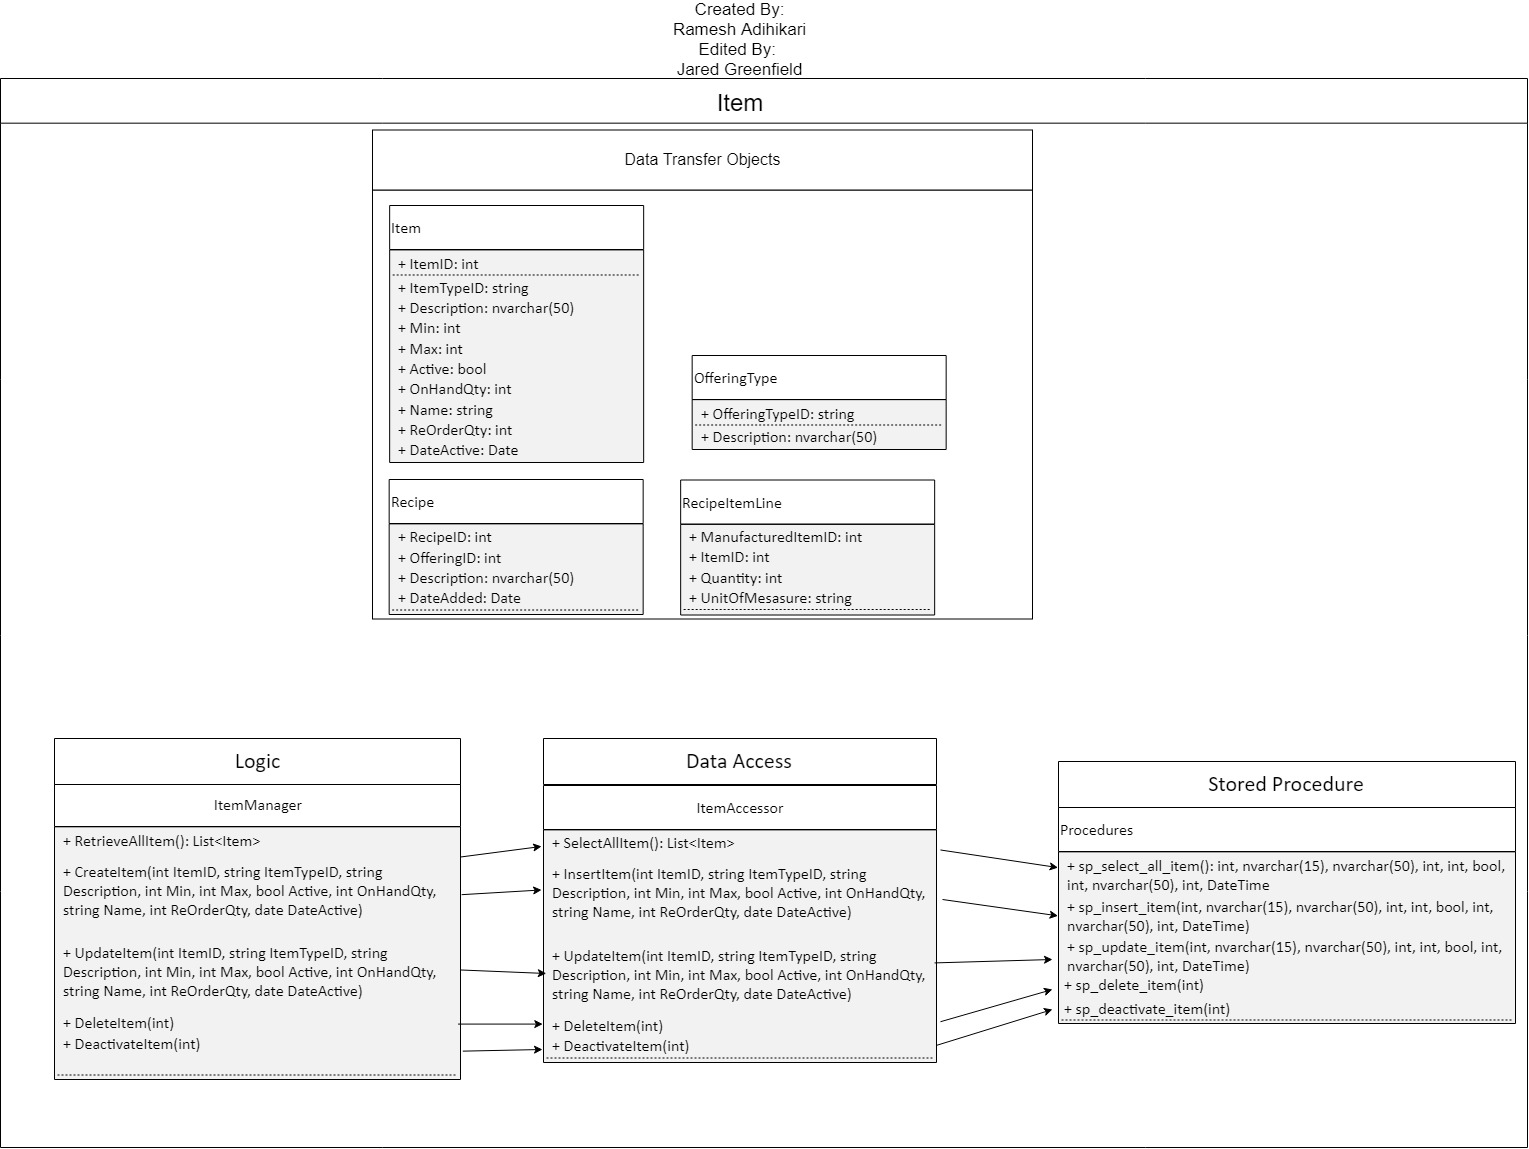 Created By:
Ramesh Adihikari
Edited By:
Jared Greenfield
Item
Data Transfer Objects
Item
+ ItemID: int
+ ItemTypeID: string
+ Description: nvarchar(50)
+ Min: int
+ Max: int
+ Active: bool
+ OnHandQty: int
+ Name: string
+ ReOrderQty: int
+ DateActive: Date
OfferingType
+ OfferingTypeID: string
+ Description: nvarchar(50)
Recipe
+ RecipeID: int
+ OfferingID: int
+ Description: nvarchar(50)
+ DateAdded: Date
RecipeItemLine
+ ManufacturedItemID: int
+ ItemID: int
+ Quantity: int
+ UnitOfMesasure: string
Logic
ItemManager
+ RetrieveAllItem(): List<Item>
+ CreateItem(int ItemID, string ItemTypeID, string
Description, int Min, int Max, bool Active, int OnHandQty,
string Name, int ReOrderQty, date DateActive)
+ UpdateItem(int ItemID, string ItemTypeID, string
Description, int Min, int Max, bool Active, int OnHandQty,
string Name, int ReOrderQty, date DateActive)
+ DeleteItem(int)
+ DeactivateItem(int)
Data Access
ItemAccessor
+ SelectAllItem(): List<Item>
+ InsertItem(int ItemID, string ItemTypeID, string
Description, int Min, int Max, bool Active, int OnHandQty,
string Name, int ReOrderQty, date DateActive)
+ UpdateItem(int ItemID, string ItemTypeID, string
Description, int Min, int Max, bool Active, int OnHandQty,
string Name, int ReOrderQty, date DateActive)
+ DeleteItem(int)
+ DeactivateItem(int)
Stored Procedure
Procedures
+ sp_select_all_item(): int, nvarchar(15), nvarchar(50), int, int, bool,
int, nvarchar(50), int, DateTime
+ sp_insert_item(int, nvarchar(15), nvarchar(50), int, int, bool, int,
nvarchar(50), int, DateTime)
+ sp_update_item(int, nvarchar(15), nvarchar(50), int, int, bool, int,
nvarchar(50), int, DateTime)
+ sp_delete_item(int)
+ sp_deactivate_item(int)